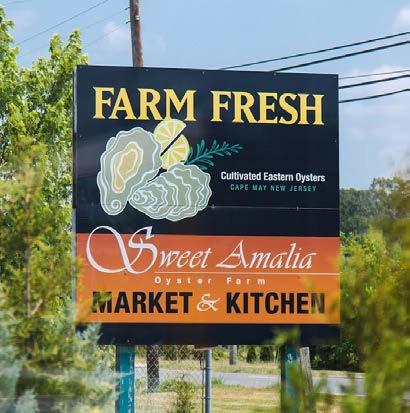 FARM FRESH
Cultivated Eastern Oysters
CAPE MAY NEW JERSEY
Sweet Amalia
Oyster Farm
MARKET & KITCHEN